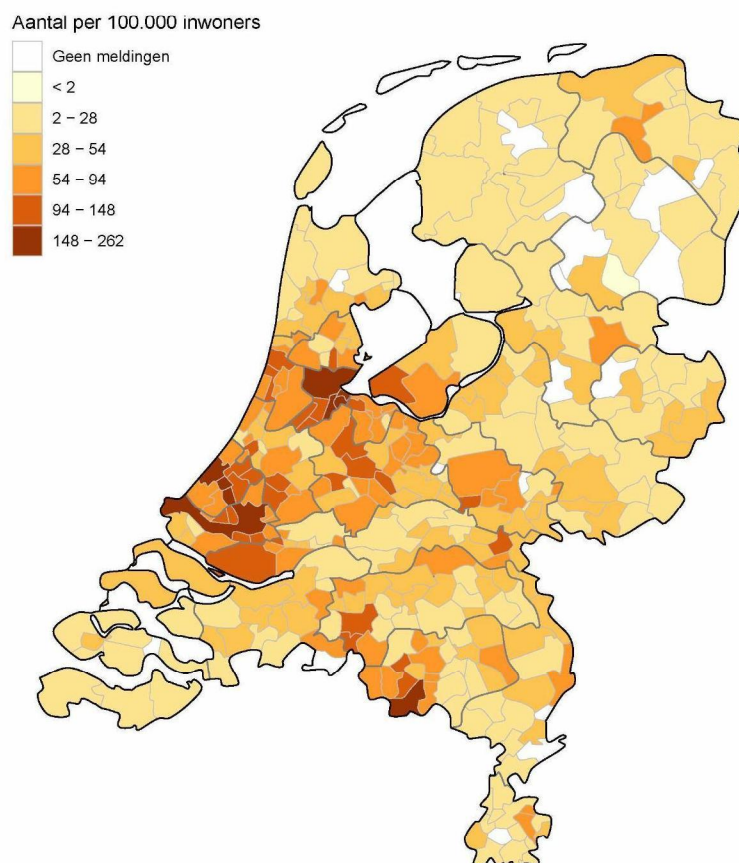 Aantal per 100.000 inwoners
Geen meldingen
< 2
2 – 28
28 – 54
54 – 94
94 – 148
148 – 262